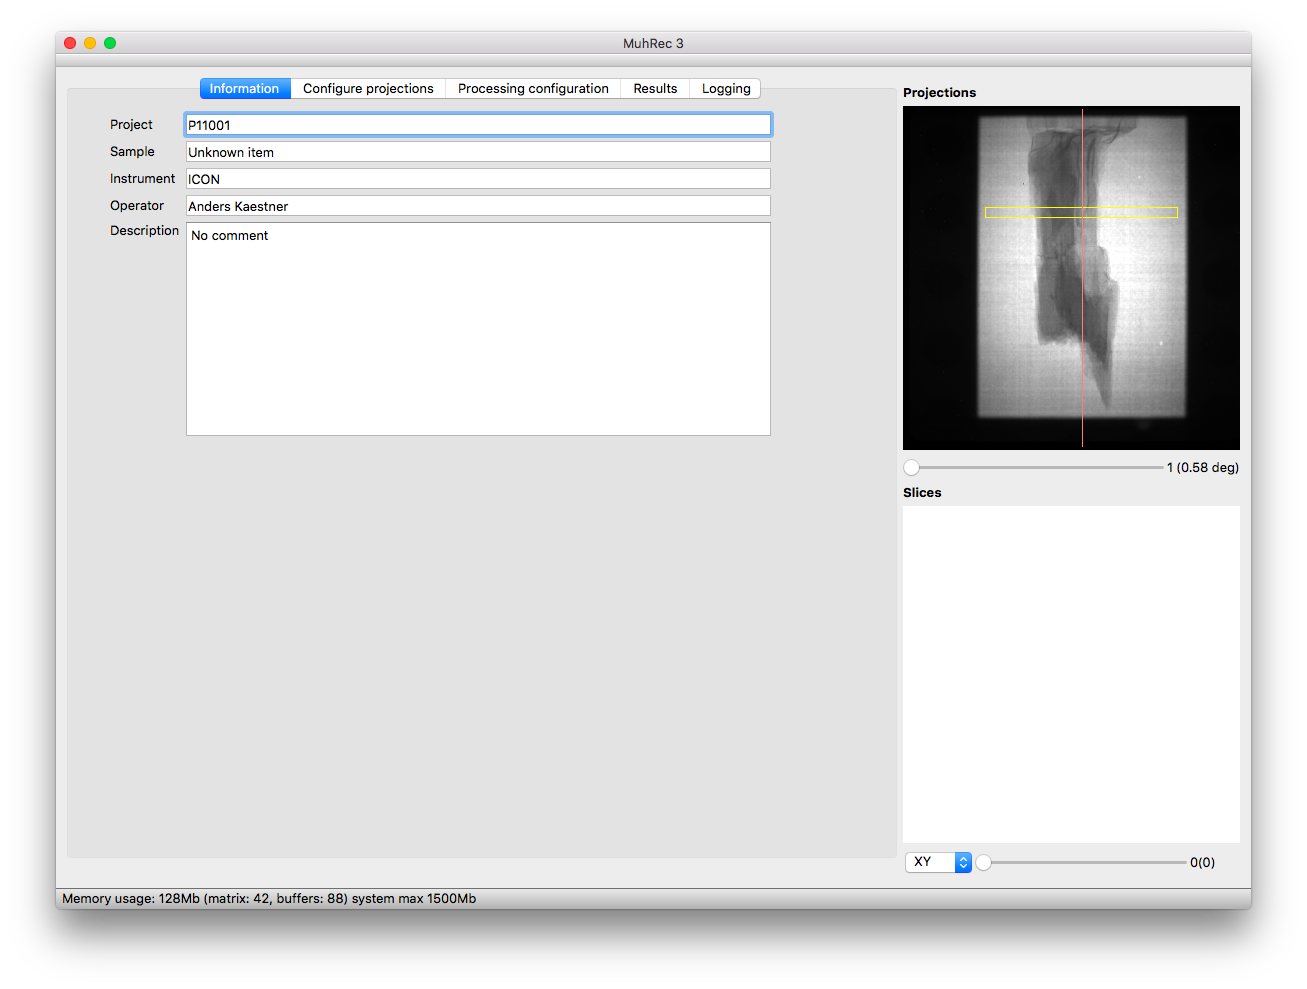 MuhRec 3
Information Configure projections Processing configuration Results Logging
Project P11001
Sample Unknown item
Instrument ICON
Operator Anders Kaestner
Description No comment
Projections
1 (0.58 deg)
Slices
XY 0(0)
Memory usage: 128Mb (matrix: 42, buffers: 88) system max 1500Mb